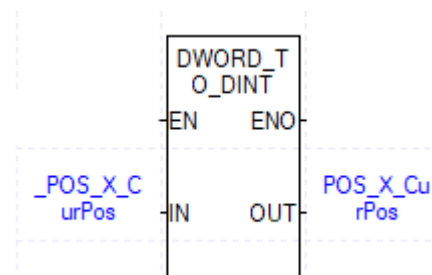 DWORD_T
O_DINT
EN ENO
_POS_X_C
urPos
IN OUT
POS_X_Cu
rPos